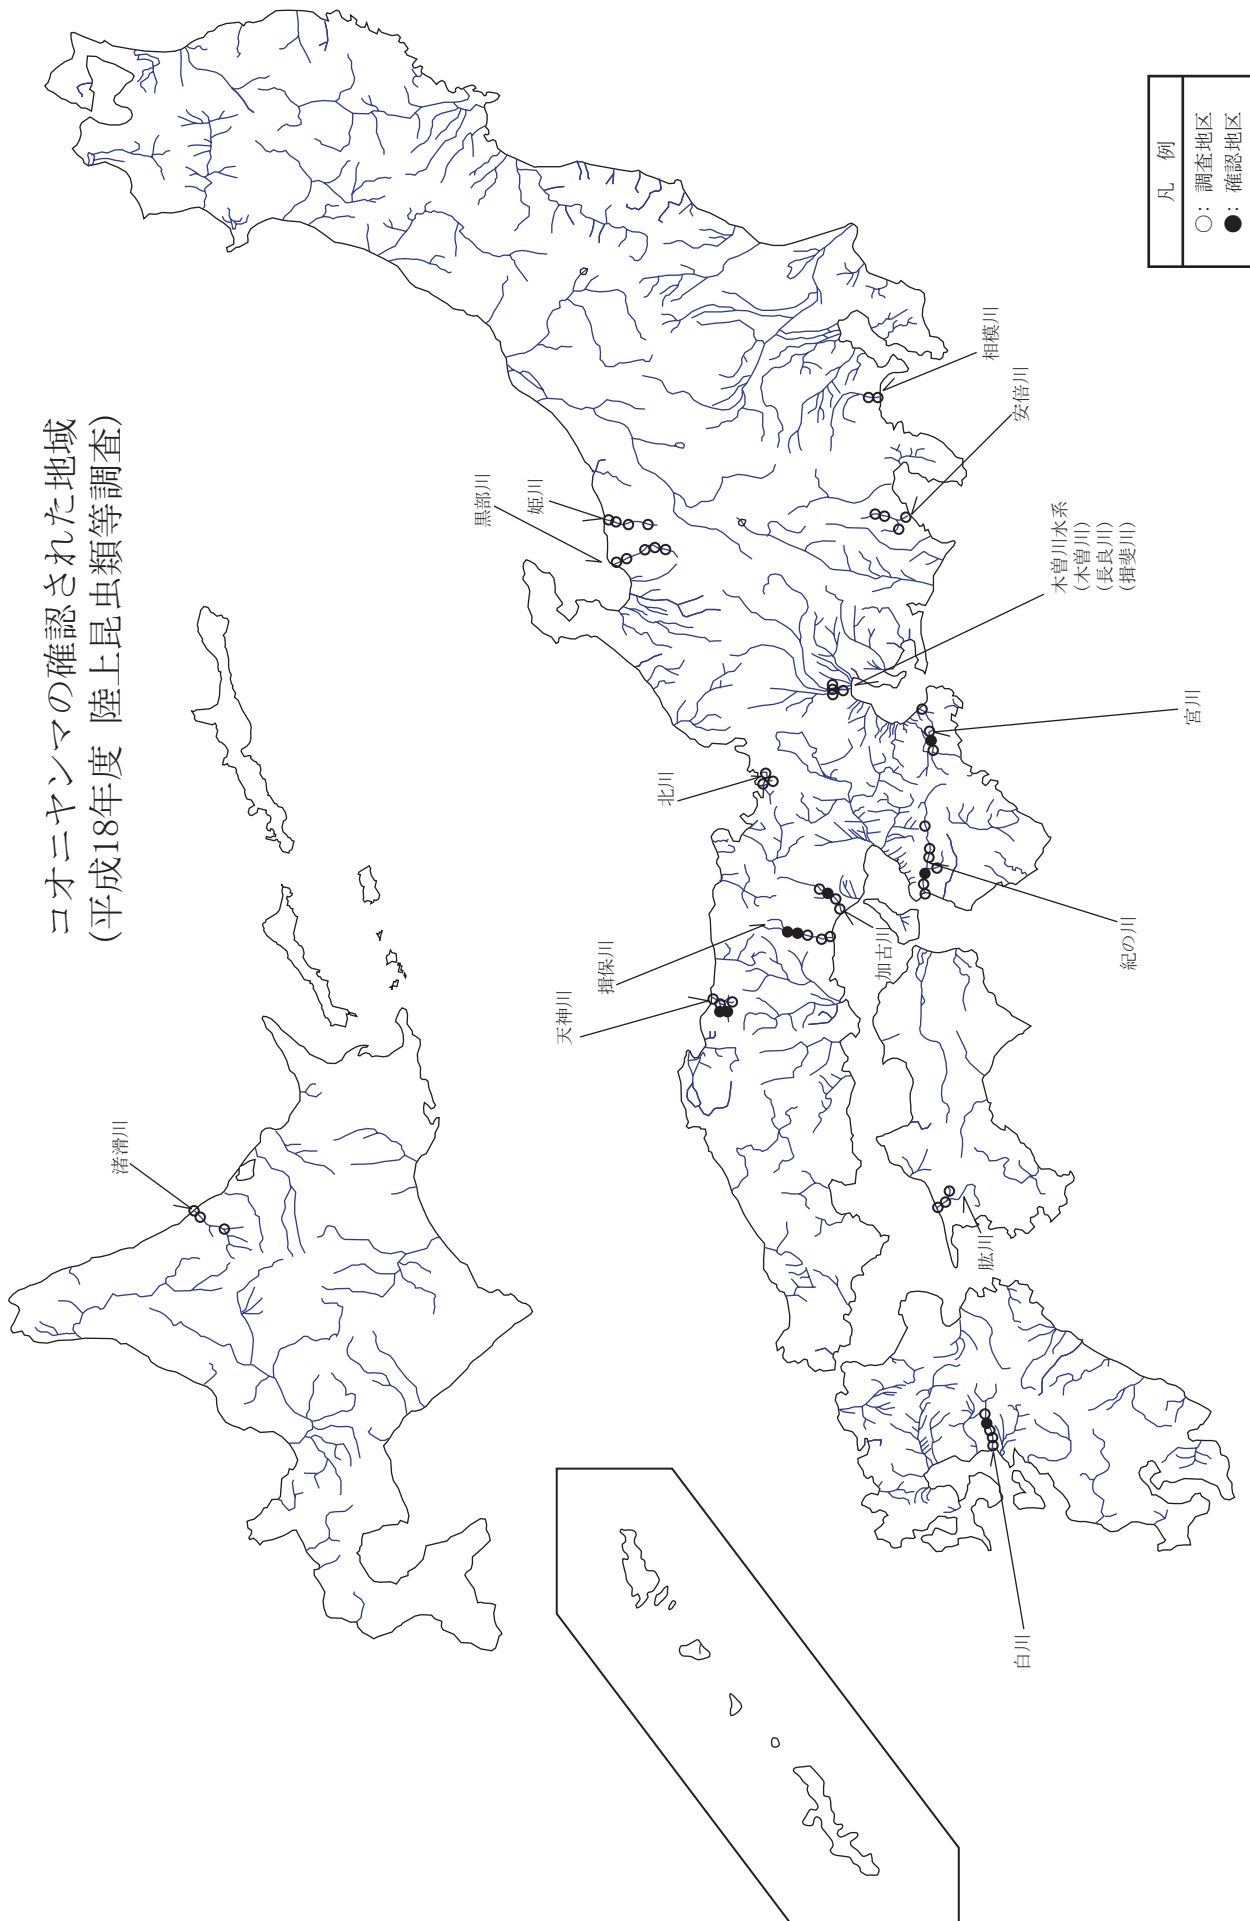 コオニヤンマの確認された地域
(平成18年度 陸上昆虫類等調査)
渚滑川
黒部川
姫川
相模川
安倍川
木曽川水系
(木曽川)
(長良川)
(揖斐川)
宮川
北川
紀の川
加古川
揖保川
天神川
肱川
白川
凡 例
○: 調査地区
●: 確認地区